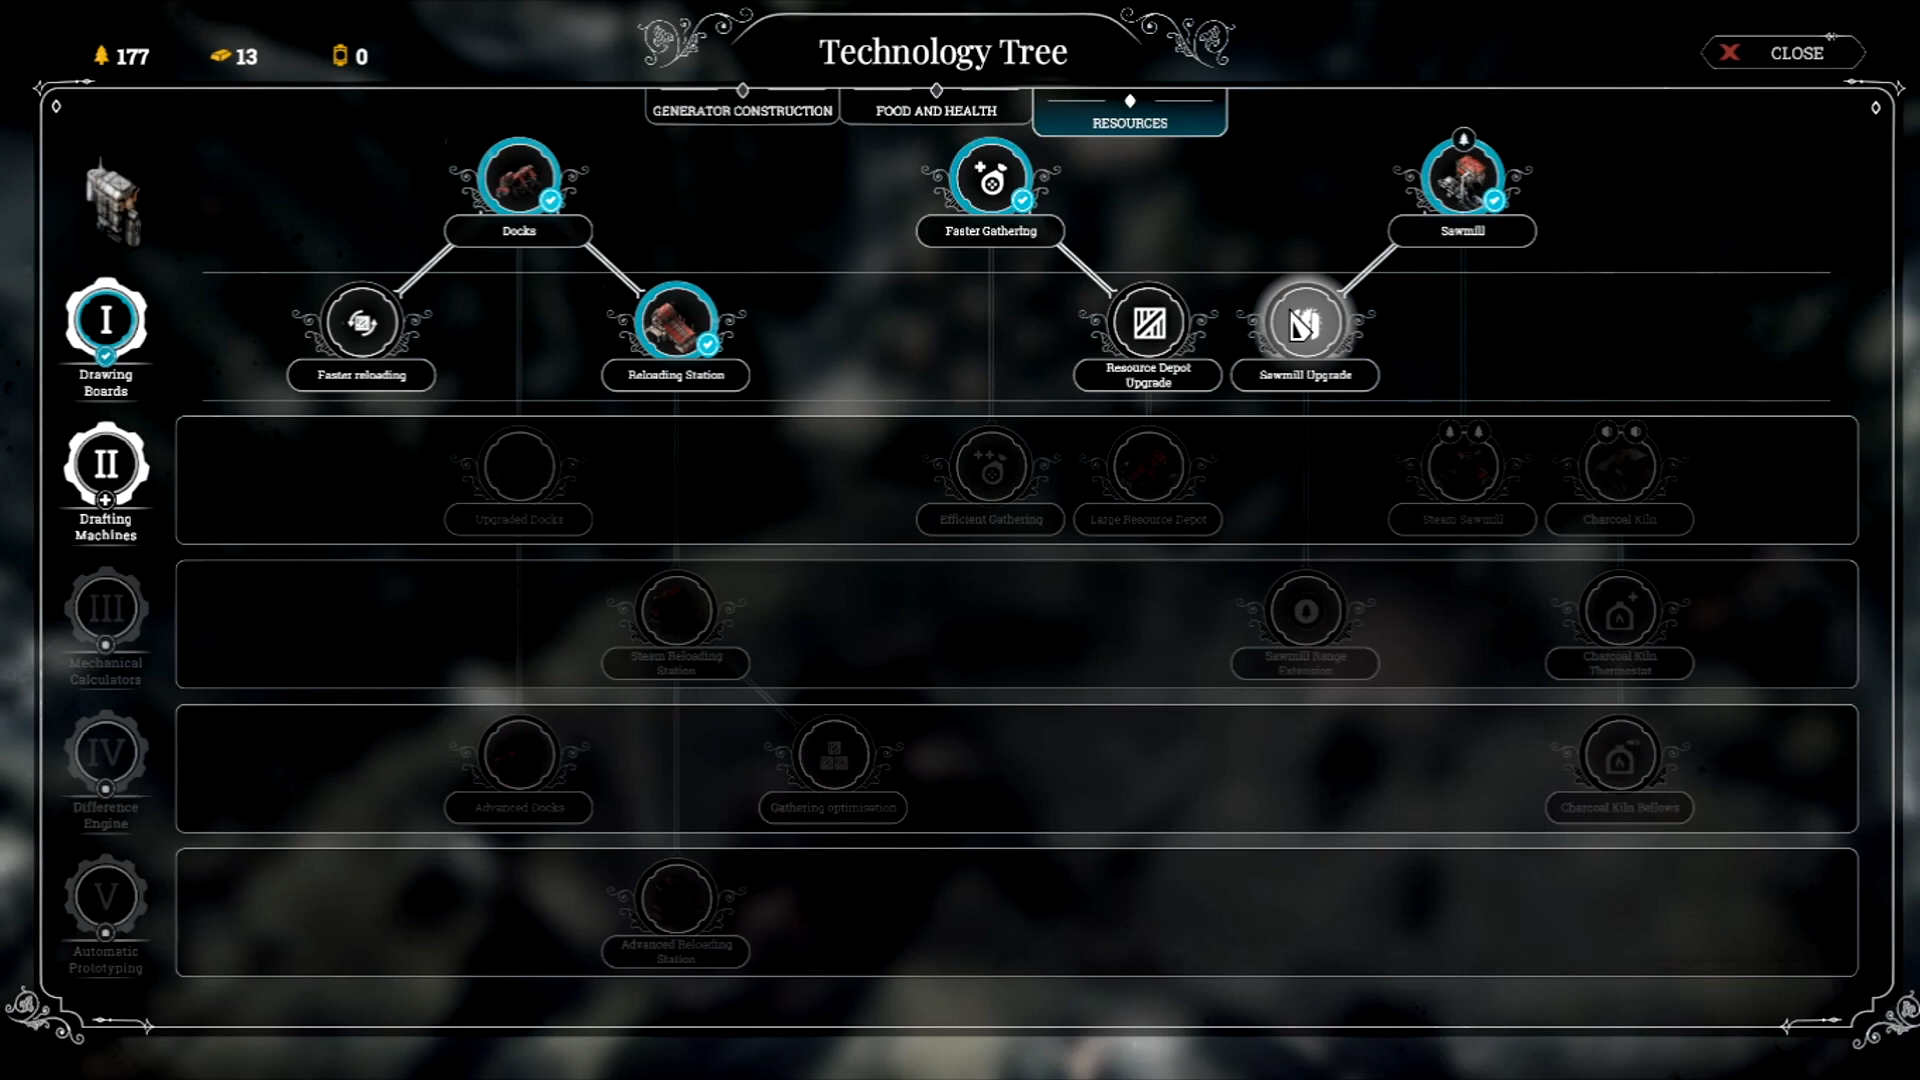 177
13
0
Technology Tree
CLOSE
GENERATOR CONSTRUCTION
FOOD AND HEALTH
RESOURCES
Docks
Faster Gathering
Sawmill
I
Drawing
Boards
Faster reloading
Reloading Station
Resource Depot
Upgrade
Sawmill Upgrade
II
Drafting
Machines
Upgraded Docks
Efficient Gathering
Large Resource Depot
Steam Sawmill
Charcoal Kiln
III
Mechanical
Calculators
Steam Reloading
Station
Sawmill Range
Extension
Charcoal Kiln
Thermostat
IV
Difference
Engine
Advanced Docks
Gathering optimisation
Charcoal Kiln Bellows
V
Automatic
Prototyping
Advanced Reloading
Station